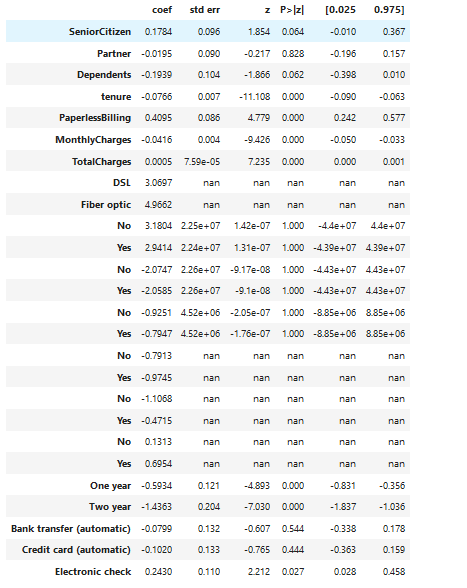 coef std err z P>|z| [0.025 0.975]
SeniorCitizen 0.1784 0.096 1.854 0.064 -0.010 0.367
Partner -0.0195 0.090 -0.217 0.828 -0.196 0.157
Dependents -0.1939 0.104 -1.866 0.062 -0.398 0.010
tenure -0.0766 0.007 -11.108 0.000 -0.090 -0.063
PaperlessBilling 0.4095 0.086 4.779 0.000 0.242 0.577
MonthlyCharges -0.0416 0.004 -9.426 0.000 -0.050 -0.033
TotalCharges 0.0005 7.59e-05 7.235 0.000 0.000 0.001
DSL 3.0697 nan nan nan nan nan
Fiber optic 4.9662 nan nan nan nan nan
No 3.1804 2.25e+07 1.42e-07 1.000 -4.4e+07 4.4e+07
Yes 2.9414 2.24e+07 1.31e-07 1.000 -4.39e+07 4.39e+07
No -2.0747 2.26e+07 -9.17e-08 1.000 -4.43e+07 4.43e+07
Yes -2.0585 2.26e+07 -9.1e-08 1.000 -4.43e+07 4.43e+07
No -0.9251 4.52e+06 -2.05e-07 1.000 -8.85e+06 8.85e+06
Yes -0.7947 4.52e+06 -1.76e-07 1.000 -8.85e+06 8.85e+06
No -0.7913 nan nan nan nan nan
Yes -0.9745 nan nan nan nan nan
No -1.1068 nan nan nan nan nan
Yes -0.4715 nan nan nan nan nan
No 0.1313 nan nan nan nan nan
Yes 0.6954 nan nan nan nan nan
One year -0.5934 0.121 -4.893 0.000 -0.831 -0.356
Two year -1.4363 0.204 -7.030 0.000 -1.837 -1.036
Bank transfer (automatic) -0.0799 0.132 -0.607 0.544 -0.338 0.178
Credit card (automatic) -0.1020 0.133 -0.765 0.444 -0.363 0.159
Electronic check 0.2430 0.110 2.212 0.027 0.028 0.458